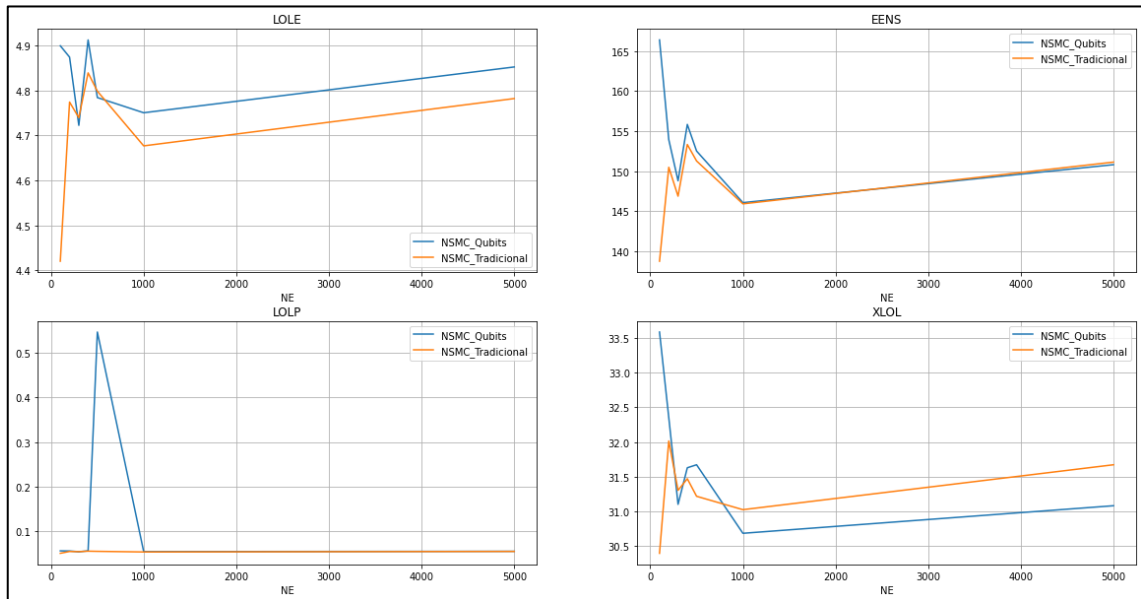 LOLE
4.9
4.8
4.7
4.6
4.5
4.4
NSMC_Qubits
NSMC_Tradicional
0 1000 2000 3000 4000 5000
NE
EENS
165
160
155
150
145
140
NSMC_Qubits
NSMC_Tradicional
0 1000 2000 3000 4000 5000
NE
LOLP
0.5
0.4
0.3
0.2
0.1
NSMC_Qubits
NSMC_Tradicional
0 1000 2000 3000 4000 5000
NE
XLOL
33.5
33.0
32.5
32.0
31.5
31.0
30.5
NSMC_Qubits
NSMC_Tradicional
0 1000 2000 3000 4000 5000
NE